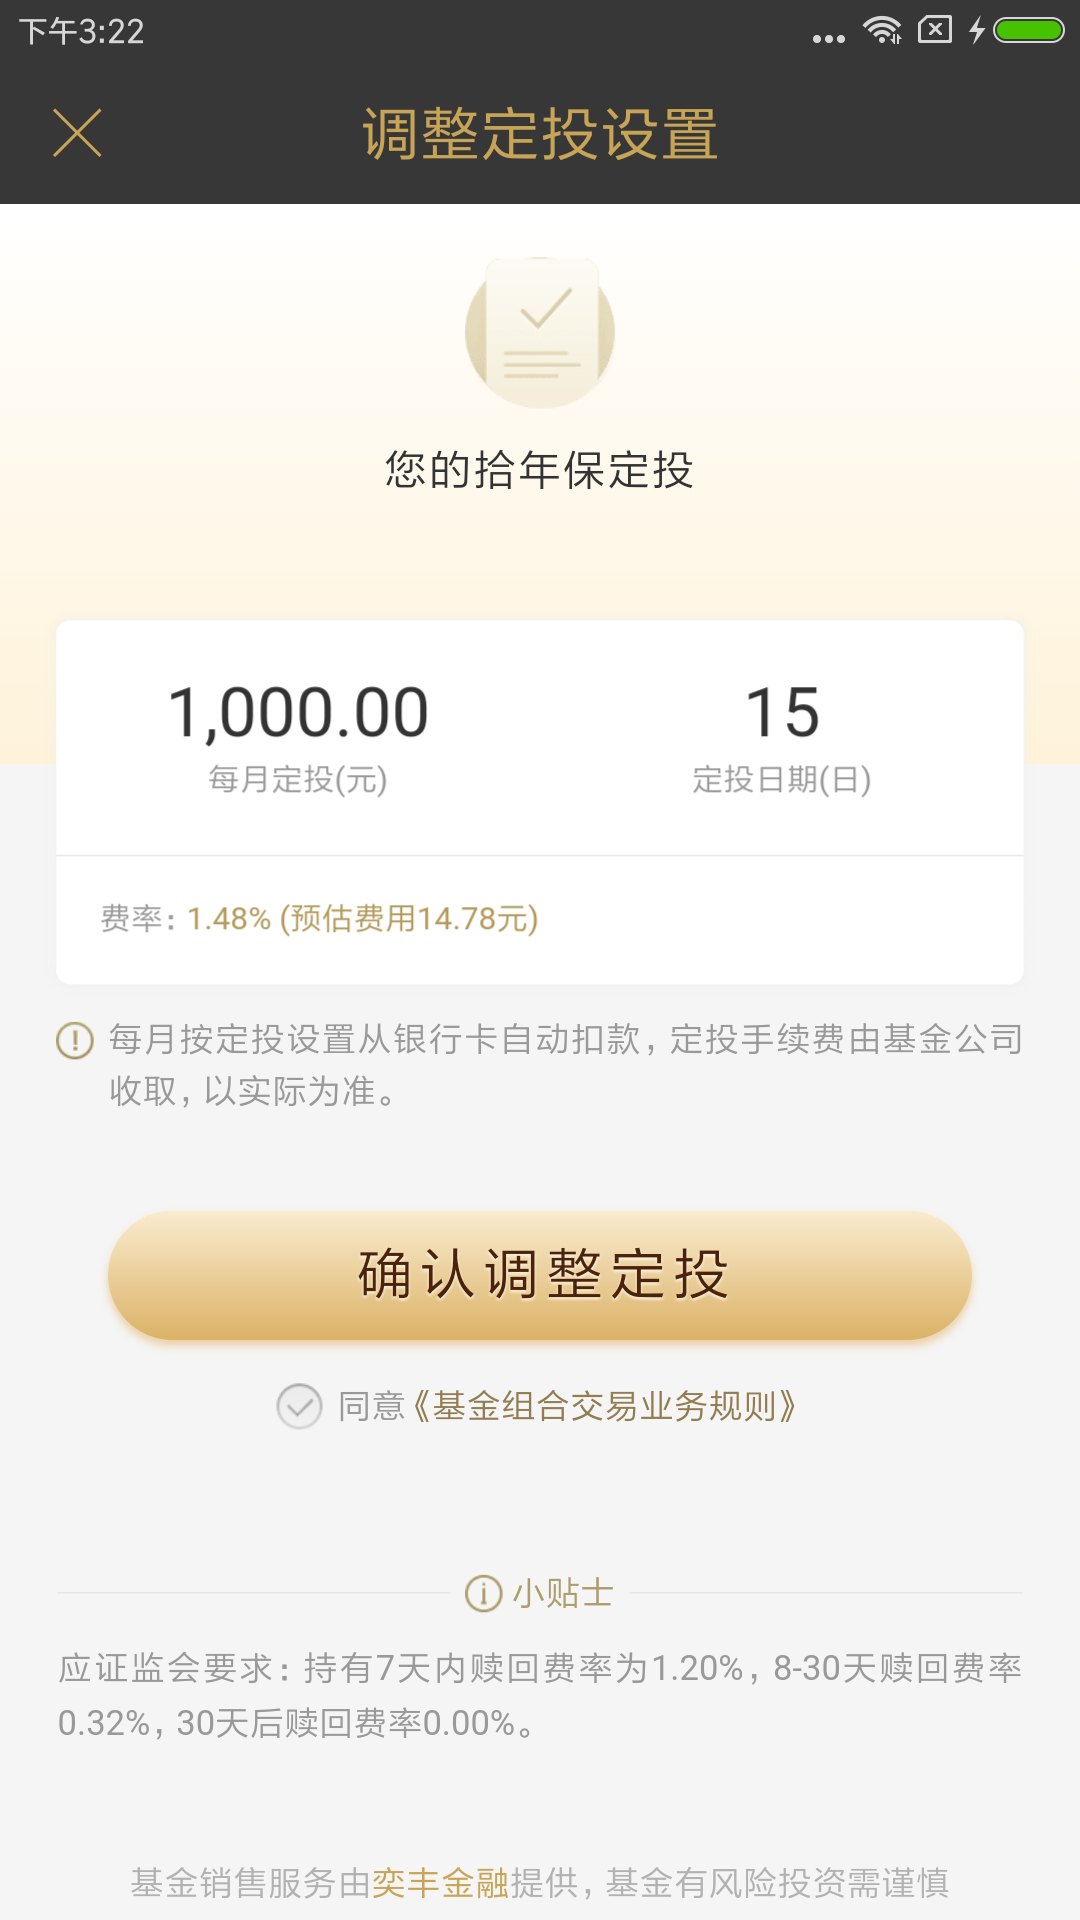 下午3:22
调整定投设置
您的拾年保定投
1,000.00
15
每月定投(元)
定投日期(日)
费率：1.48% (预估费用14.78元)
每月按定投设置从银行卡自动扣款，定投手续费由基金公司
收取，以实际为准。
确认调整定投
同意《基金组合交易业务规则》
小贴士
应证监会要求：持有7天内赎回费率为1.20%，8-30天赎回费率
0.32%，30天后赎回费率0.00%。
基金销售服务由奕丰金融提供，基金有风险投资需谨慎